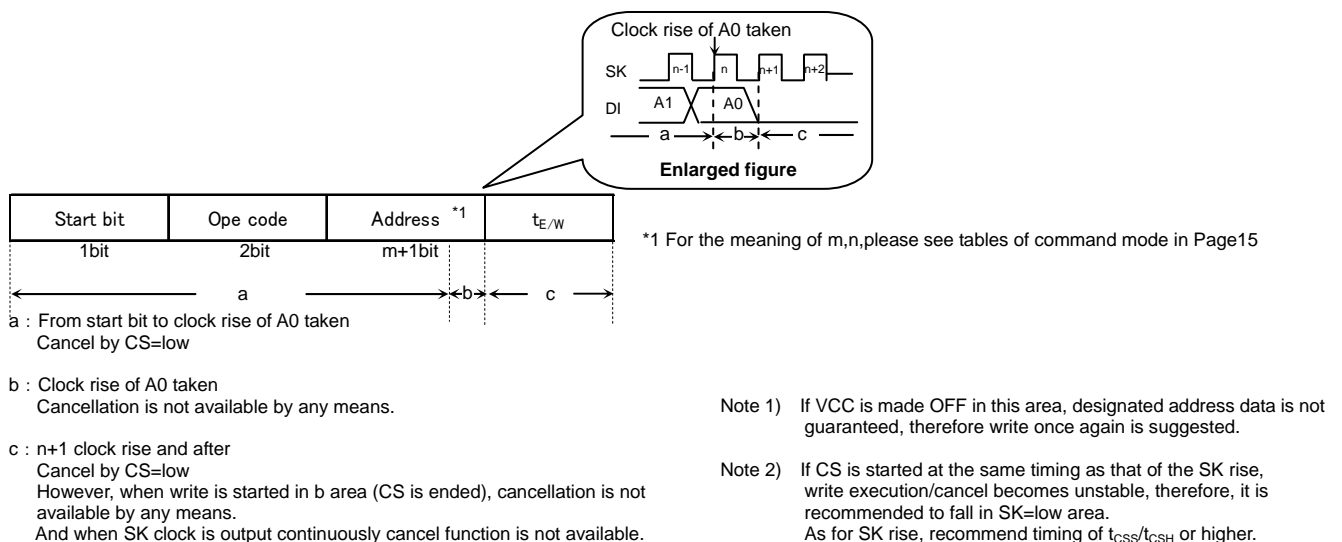 Clock rise of A0 taken
SK
n-1
n
n+1
n+2
DI
A1
A0
a
b
c
Enlarged figure
Start bit
Ope code
Address *1
tE/W
1bit
2bit
m+1bit
*1 For the meaning of m,n,please see tables of command mode in Page15
a
b
c
a : From start bit to clock rise of A0 taken
Cancel by CS=low
b : Clock rise of A0 taken
Cancellation is not available by any means.
c : n+1 clock rise and after
Cancel by CS=low
However, when write is started in b area (CS is ended), cancellation is not
available by any means.
And when SK clock is output continuously cancel function is not available.
Note 1) If VCC is made OFF in this area, designated address data is not
guaranteed, therefore write once again is suggested.
Note 2) If CS is started at the same timing as that of the SK rise,
write execution/cancel becomes unstable, therefore, it is
recommended to fall in SK=low area.
As for SK rise, recommend timing of tCSS/tCSH or higher.